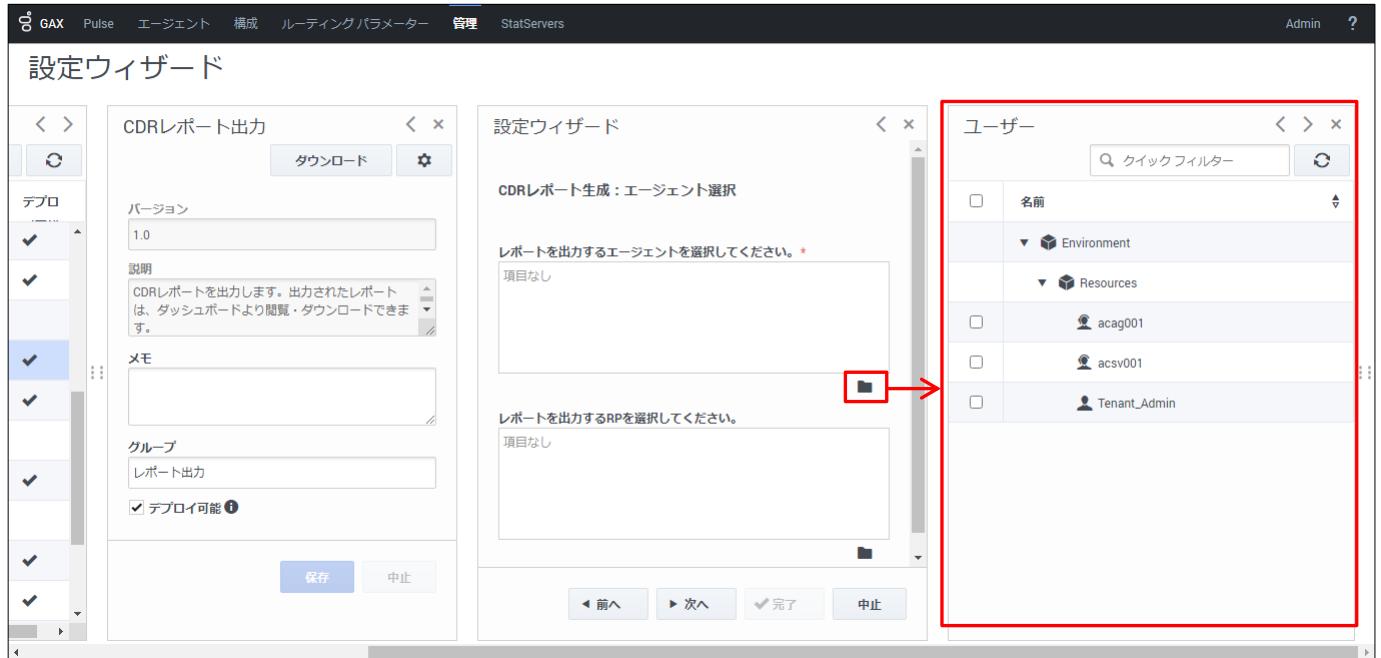 GAX Pulse エージェント 構成 ルーティング パラメーター 管理 StatServers Admin ?
設定ウィザード
デプロ
CDRレポート出力
ダウンロード
バージョン
1.0
説明
CDRレポートを出力します。出力されたレポート
は、ダッシュボードより閲覧・ダウンロードできま
す。
メモ
グループ
レポート出力
デプロイ可能
保存 中止
設定ウィザード
CDRレポート生成：エージェント選択
レポートを出力するエージェントを選択してください。*
項目なし
レポートを出力するRPを選択してください。
項目なし
前へ 次へ 完了 中止
ユーザー
クイック フィルター
名前
Environment
Resources
acag001
acsv001
Tenant_Admin